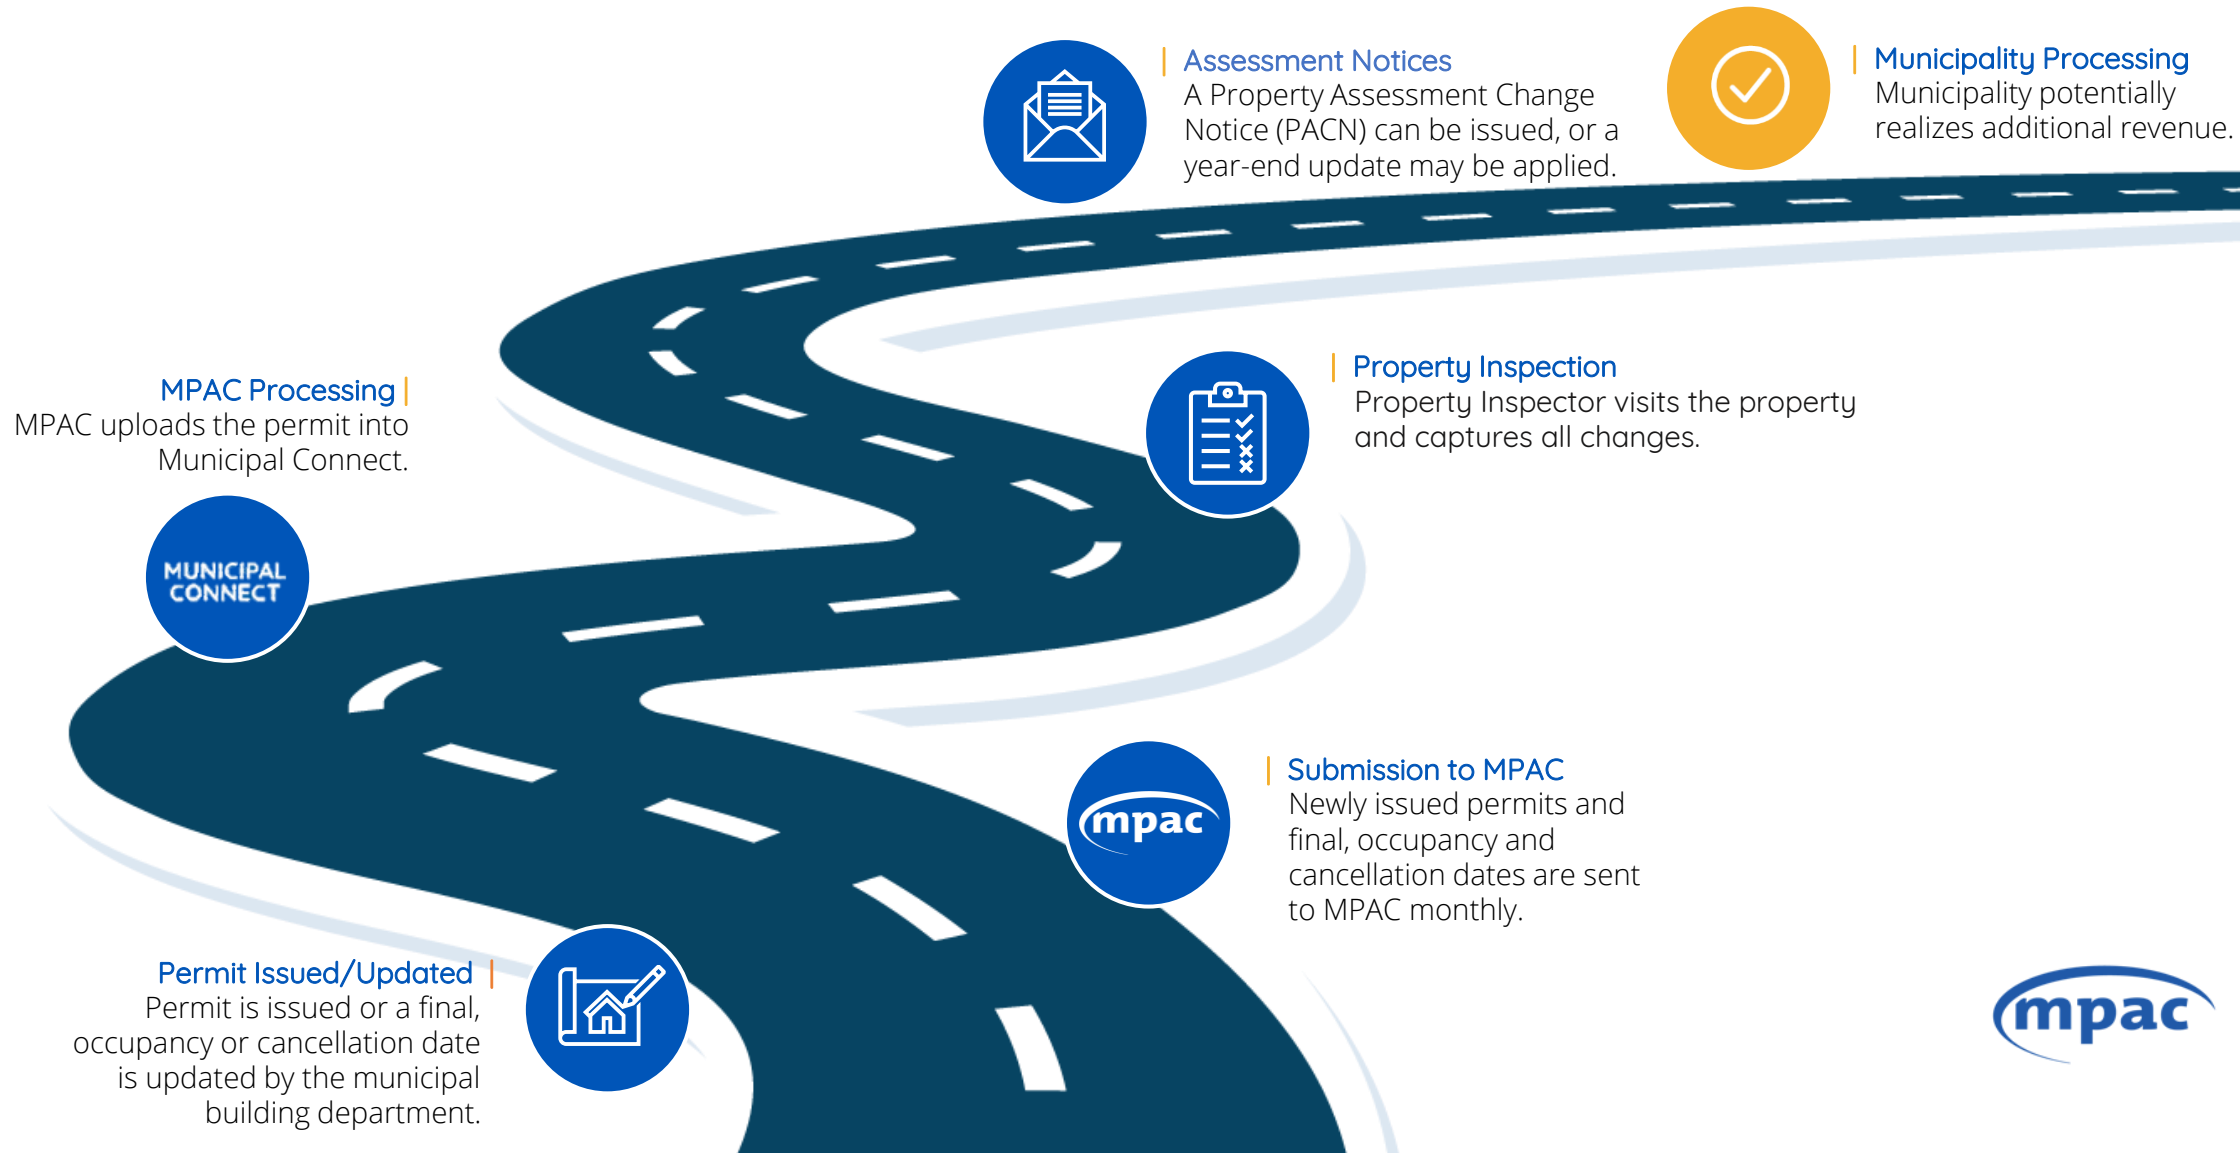 Assessment Notices
A Property Assessment Change
Notice (PACN) can be issued, or a
year-end update may be applied.
Municipality Processing
Municipality potentially
realizes additional revenue.
MPAC Processing
MPAC uploads the permit into
Municipal Connect.
MUNICIPAL
CONNECT
Property Inspection
Property Inspector visits the property
and captures all changes.
mpac
Submission to MPAC
Newly issued permits and
final, occupancy and
cancellation dates are sent
to MPAC monthly.
Permit Issued/Updated
Permit is issued or a final,
occupancy or cancellation date
is updated by the municipal
building department.
mpac